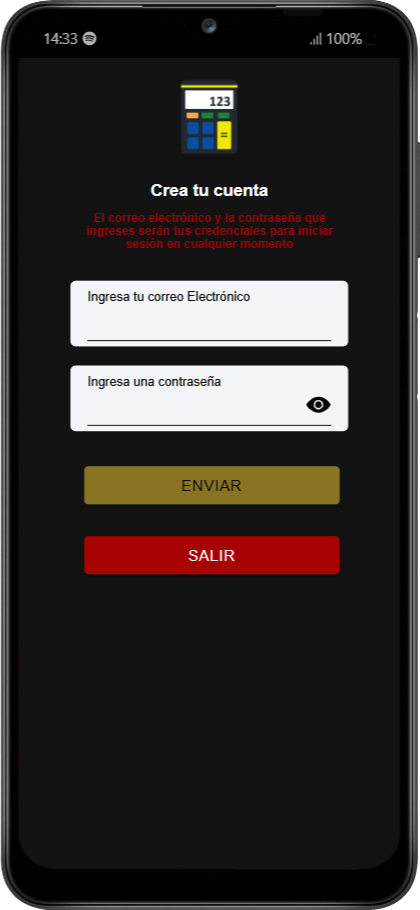 14:33 100%
123
=
Crea tu cuenta
El correo electrónico y la contraseña que
ingreses serán tus credenciales para iniciar
sesión en cualquier momento
Ingresa tu correo Electrónico
Ingresa una contraseña
ENVIAR
SALIR